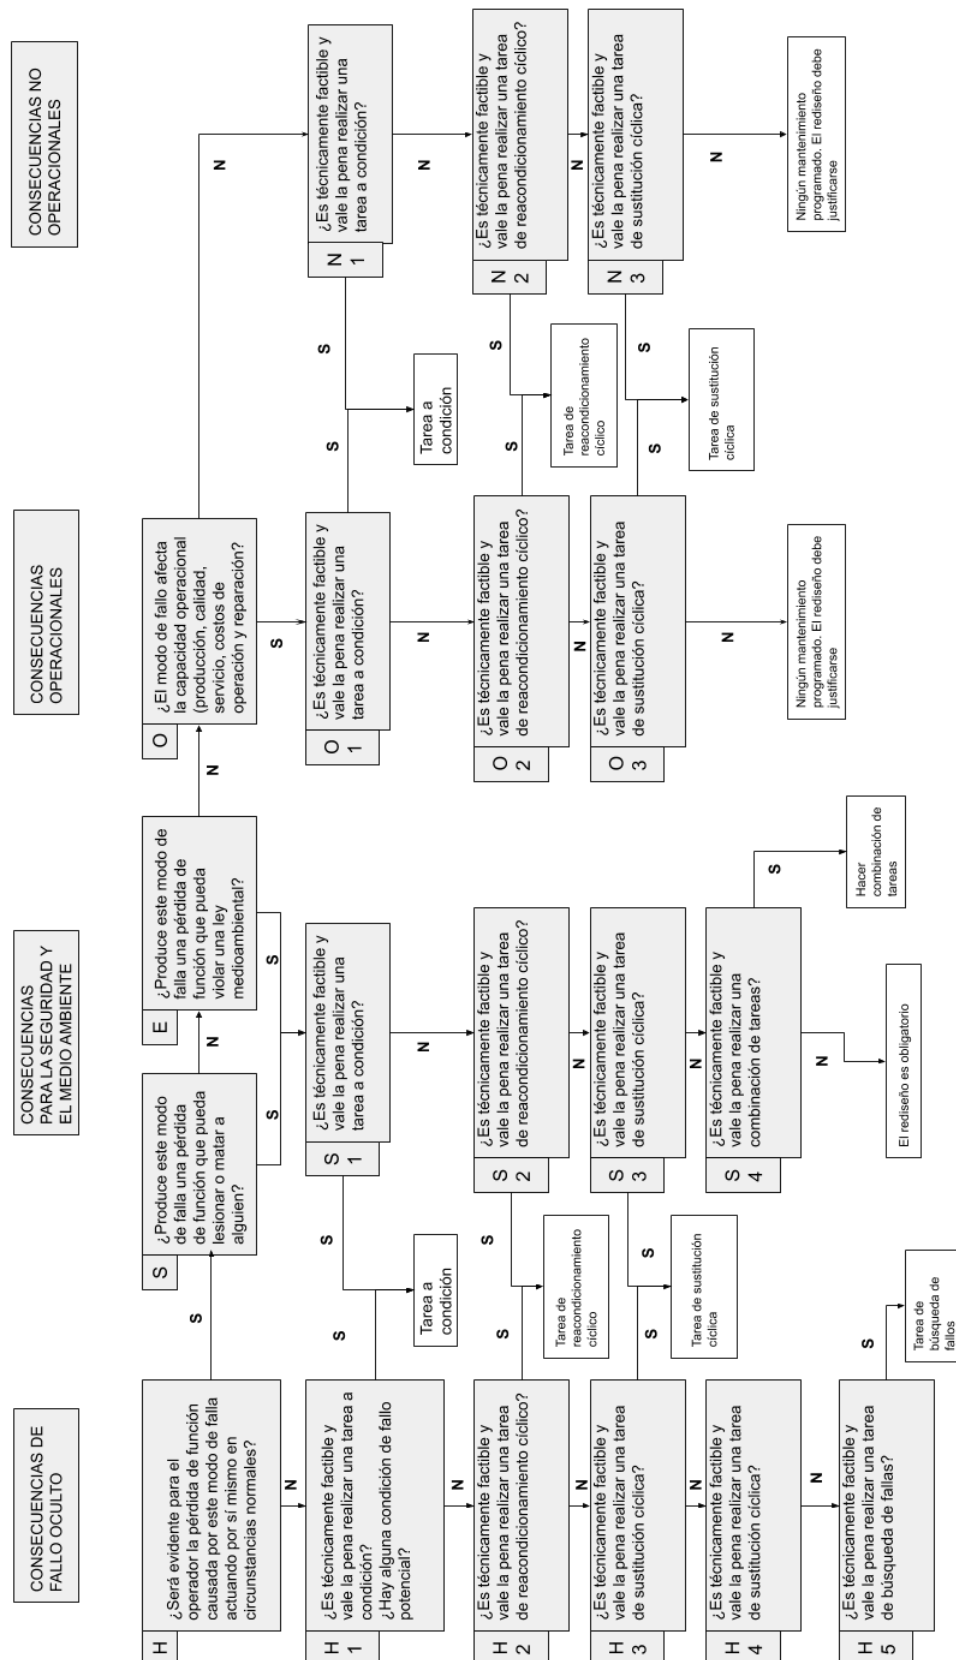 CONSECUENCIAS DE
FALLO OCULTO
CONSECUENCIAS
PARA LA SEGURIDAD Y
EL MEDIO AMBIENTE
CONSECUENCIAS
OPERACIONALES
CONSECUENCIAS NO
OPERACIONALES
H
¿Será evidente para el
operador la pérdida de función
causada por este modo de falla
actuando por sí mismo en
circunstancias normales?
S
S
¿Produce este modo
de falla una pérdida
de función que pueda
lesionar o matar a
alguien?
N
E
¿Produce este modo de
falla una pérdida de
función que pueda
violar una ley
medioambiental?
N
O
¿El modo de fallo afecta
la capacidad operacional
(producción, calidad,
servicio, costos de
operación y reparación?
N
N
S
S
S
H
1
¿Es técnicamente factible y
vale la pena realizar una tarea a
condición?
¿Hay alguna condición de fallo
potencial?
S
S
S
1
¿Es técnicamente factible y
vale la pena realizar una
tarea a condición?
O
1
¿Es técnicamente factible y
vale la pena realizar una
tarea a condición?
S
S
N
1
¿Es técnicamente factible y
vale la pena realizar una
tarea a condición?
Tarea a
condición
Tarea a
condición
N
N
N
N
H
2
¿Es técnicamente factible y
vale la pena realizar una tarea
de reacondicionamiento cíclico?
S
S
S
2
¿Es técnicamente factible y
vale la pena realizar una tarea
de reacondicionamiento cíclico?
O
2
¿Es técnicamente factible y
vale la pena realizar una tarea
de reacondicionamiento cíclico?
S
S
N
2
¿Es técnicamente factible y
vale la pena realizar una tarea
de reacondicionamiento cíclico?
Tarea de
reacondicionamiento
cíclico
Tarea de
reacondicionamiento
cíclico
N
N
N
N
H
3
¿Es técnicamente factible y
vale la pena realizar una tarea
de sustitución cíclica?
S
S
S
3
¿Es técnicamente factible y
vale la pena realizar una tarea
de sustitución cíclica?
O
3
¿Es técnicamente factible y
vale la pena realizar una tarea
de sustitución cíclica?
S
S
N
3
¿Es técnicamente factible y
vale la pena realizar una tarea
de sustitución cíclica?
Tarea de sustitución
cíclica
Tarea de sustitución
cíclica
N
N
N
N
H
4
¿Es técnicamente factible y
vale la pena realizar una tarea
de sustitución cíclica?
S
4
¿Es técnicamente factible y
vale la pena realizar una
combinación de tareas?
S
Ningún mantenimiento
programado. El rediseño debe
justificarse
Ningún mantenimiento
programado. El rediseño debe
justificarse
N
N
Hacer
combinación de
tareas
H
5
¿Es técnicamente factible y
vale la pena realizar una tarea
de búsqueda de fallas?
S
El rediseño es obligatorio
Tarea de
búsqueda de
fallos